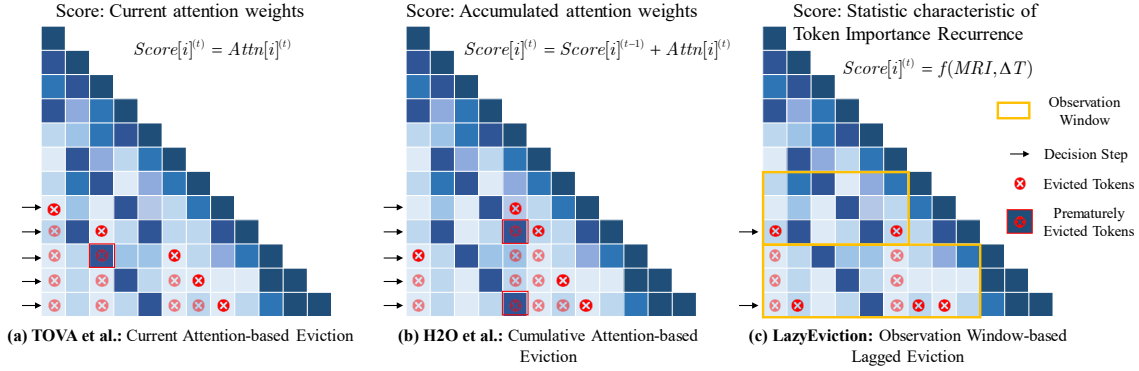 Score: Current attention weights
Score[i]^(t) = Attn[i]^(t)
(a) TOVA et al.: Current Attention-based Eviction
Score: Accumulated attention weights
Score[i]^(t) = Score[i]^(t-1) + Attn[i]^(t)
(b) H2O et al.: Cumulative Attention-based
Eviction
Score: Statistic characteristic of
Token Importance Recurrence
Score[i]^(t) = f(MRI, ΔT)
Observation
Window
Decision Step
Evicted Tokens
Prematurely
Evicted Tokens
(c) LazyEviction: Observation Window-based
Lagged Eviction